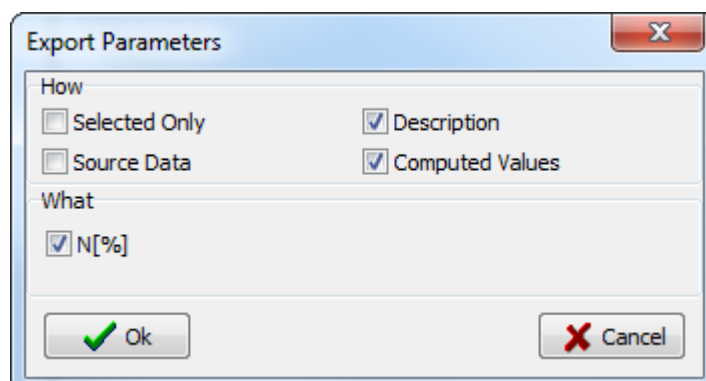 Export Parameters
How
Selected Only
Description
Source Data
Computed Values
What
N[%]
Ok
Cancel